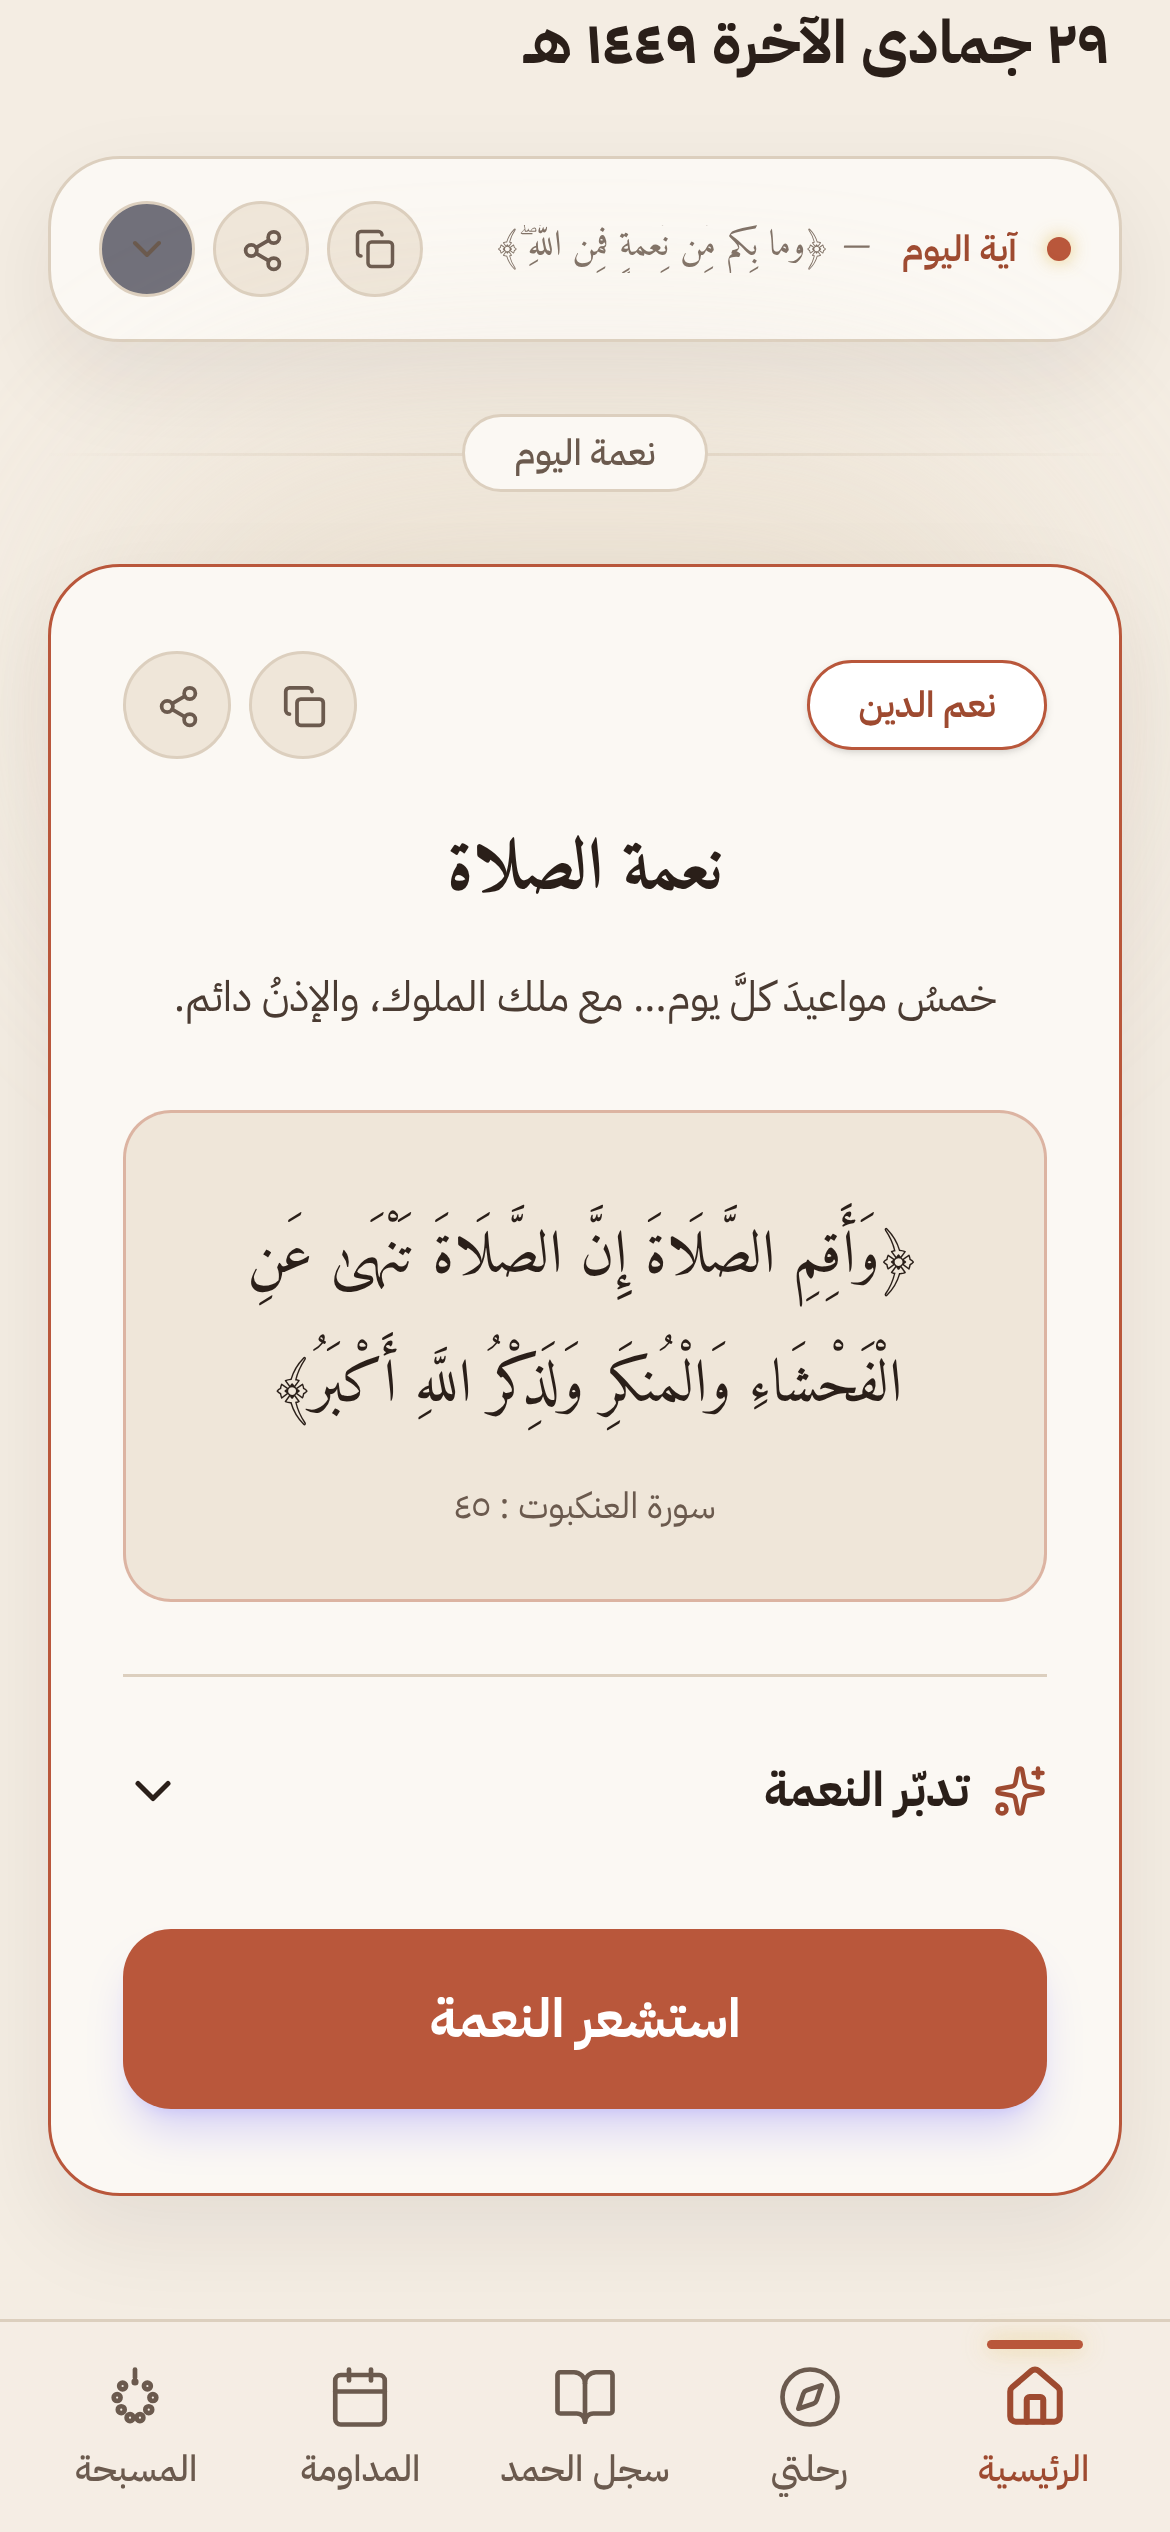 ٢٩ جمادى الآخرة ١٤٤٩ هـ
آية اليوم — ﴿وما بِكم مِّن نِعمةٍ فمِن اللَّهِ ۖ﴾
نعمة اليوم
نعم الدين
نعمة الصلاة
خمسُ مواعيدَ كلَّ يوم... مع ملك الملوك، والإذنُ دائم.
﴿وَأَقِمِ الصَّلَاةَ إِنَّ الصَّلَاةَ تَنْهَىٰ عَنِ
الْفَحْشَاءِ وَالْمُنكَرِ وَلَذِكْرُ اللَّهِ أَكْبَرُ﴾
سورة العنكبوت : ٤٥
تدبّر النعمة
استشعر النعمة
الرئيسية
رحلتي
سجل الحمد
المداومة
المسبحة